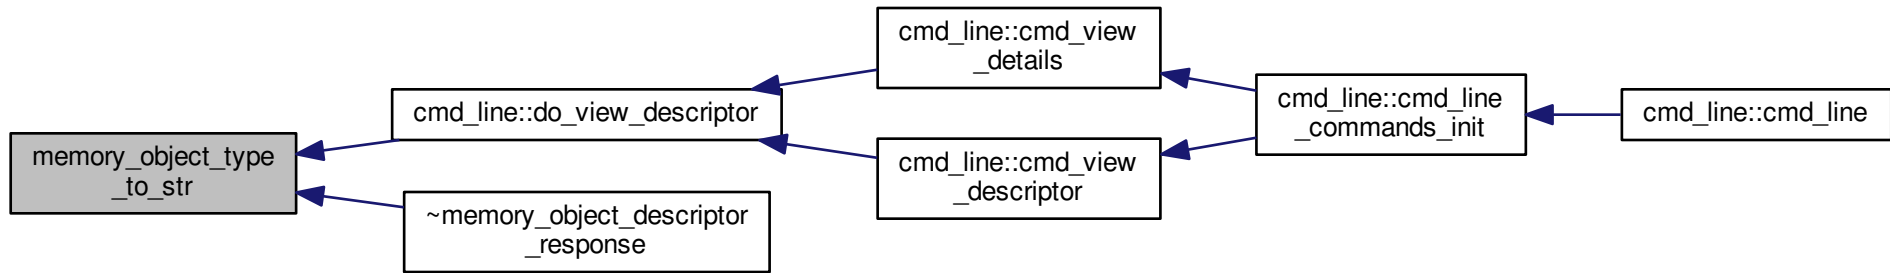 memory_object_type
_to_str
cmd_line::do_view_descriptor
~memory_object_descriptor
_response
cmd_line::cmd_view
_details
cmd_line::cmd_view
_descriptor
cmd_line::cmd_line
_commands_init
cmd_line::cmd_line